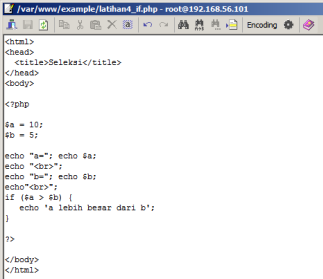 /var/www/example/latihan4_if.php - root@192.168.56.101
Encoding
<html>
<head>
  <title>Seleksi</title>
</head>
<body>

<?php

$a = 10;
$b = 5;

echo "a="; echo $a;
echo "<br>";
echo "b="; echo $b;
echo"<br>";
if ($a > $b) {
   echo 'a lebih besar dari b';
}

?>

</body>
</html>